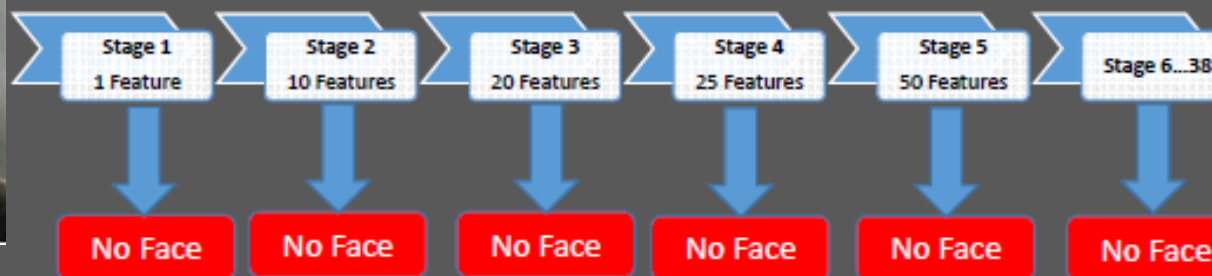 Stage 1
1 Feature
Stage 2
10 Features
Stage 3
20 Features
Stage 4
25 Features
Stage 5
50 Features
Stage 6...38
No Face
No Face
No Face
No Face
No Face
No Face